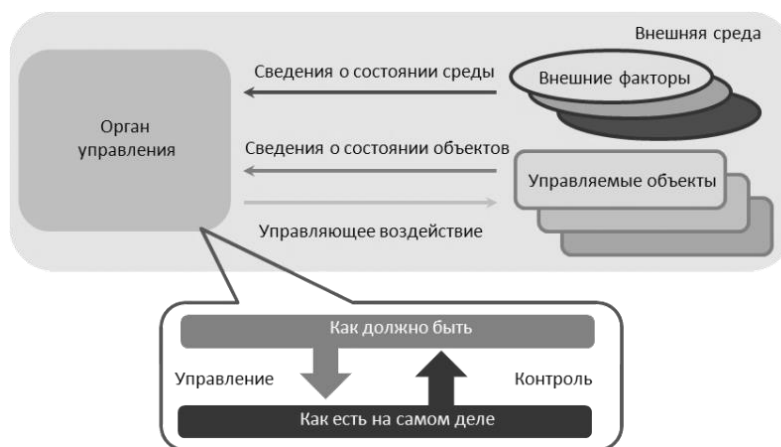 Внешняя среда
Сведения о состоянии среды
Внешние факторы
Орган
управления
Сведения о состоянии объектов
Управляемые объекты
Управляющее воздействие
Как должно быть
Управление
Контроль
Как есть на самом деле